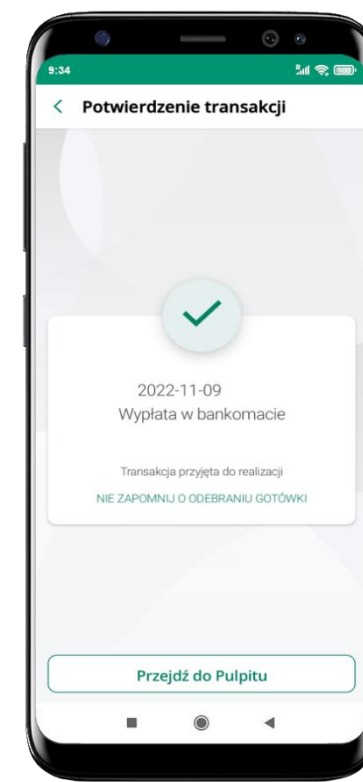 9:34
100
Potwierdzenie transakcji
2022-11-09
Wypłata w bankomacie
Transakcja przyjęta do realizacji
NIE ZAPOMNIJ O ODEBRANIU GOTÓWKI
Przejdź do Pulpitu